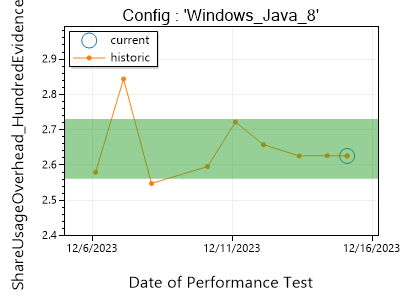 Config : 'Windows_Java_8'
current
historic
ShareUsageOverhead_HundredEvidence
2.9
2.8
2.7
2.6
2.5
2.4
12/6/2023
12/11/2023
12/16/2023
Date of Performance Test